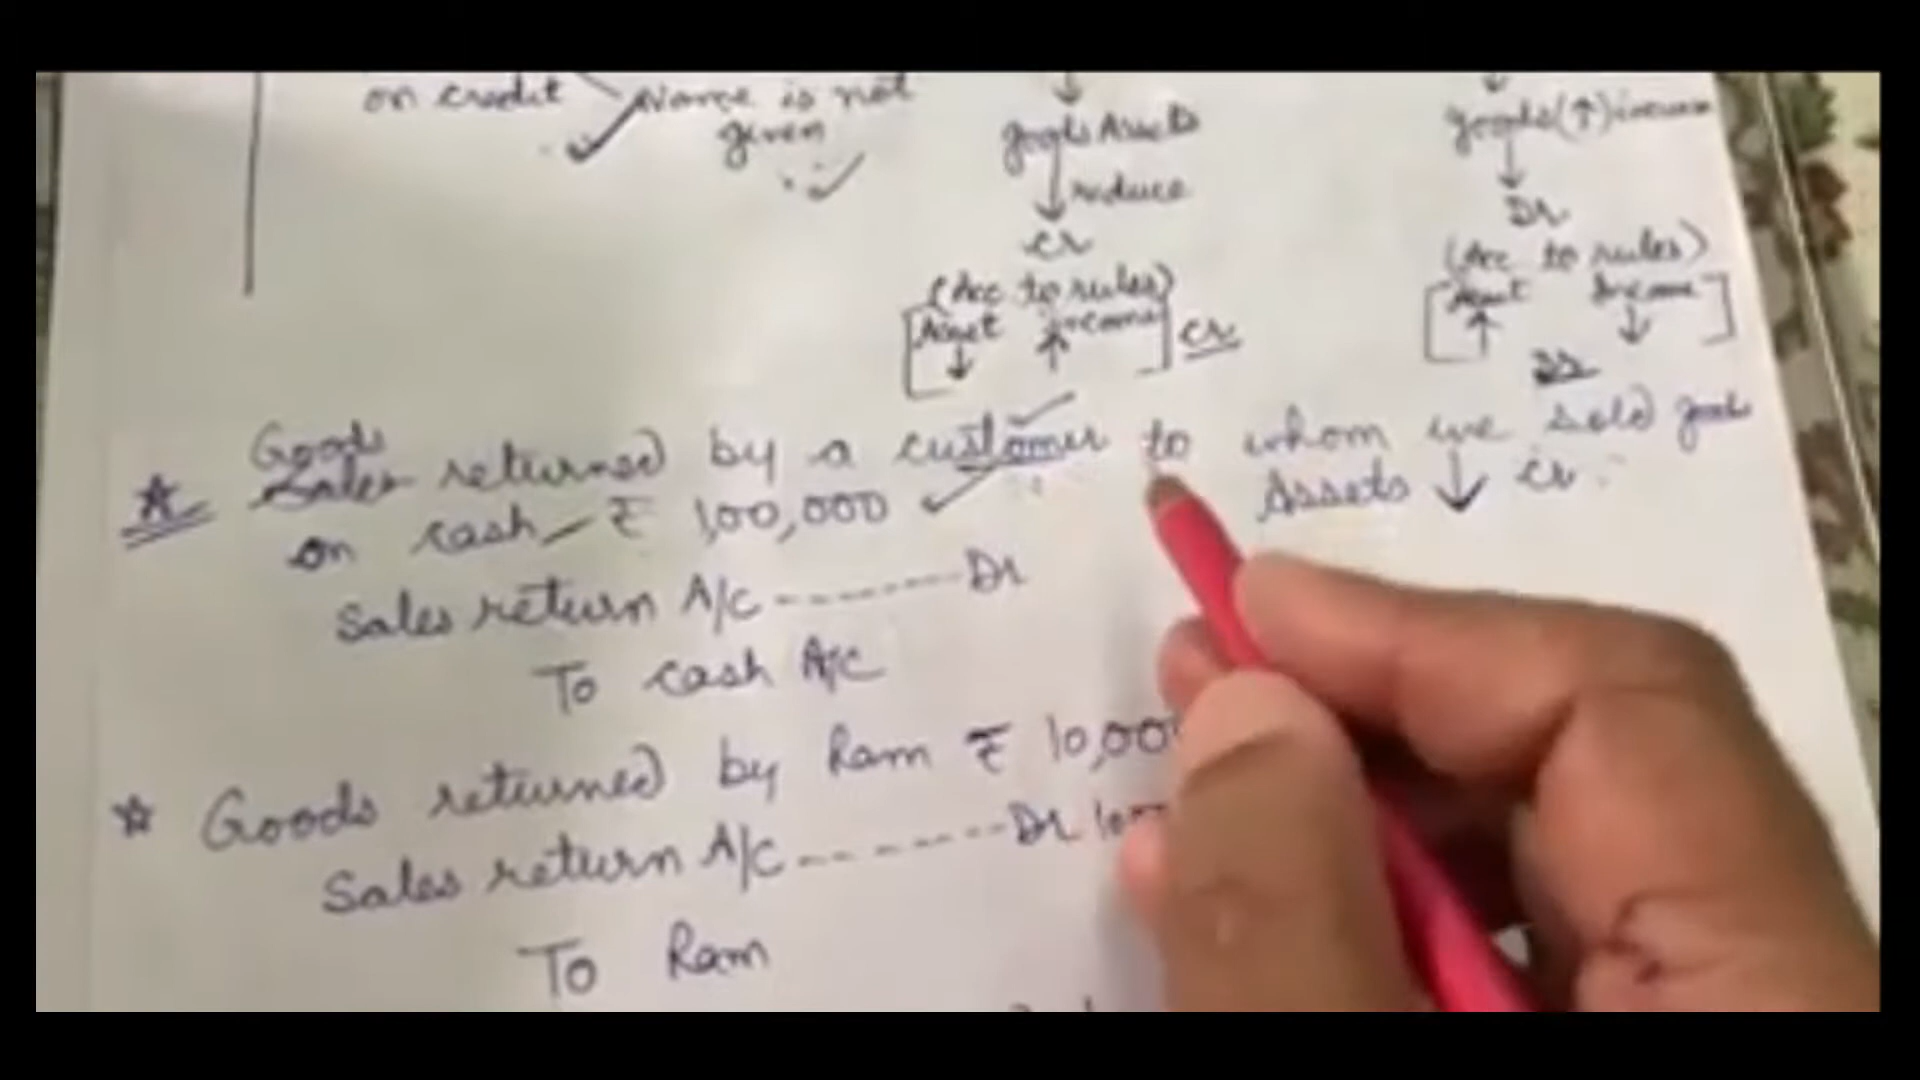 on credit
Name is not
given
goods Assets
reduce
cr
(Acc to rules)
Asset ↓ income ↑ cr
goods (↑) increase
Dr
(Acc to rules)
Asset ↑ Income ↓
Dr
Goods
Sales returned by a customer to whom we sold goods
on cash ₹ 1,00,000
Assets ↓ cr
Sales return A/c -------- Dr
To cash A/c
Goods returned by Ram ₹ 10,000
Sales return A/c -------- Dr
To Ram